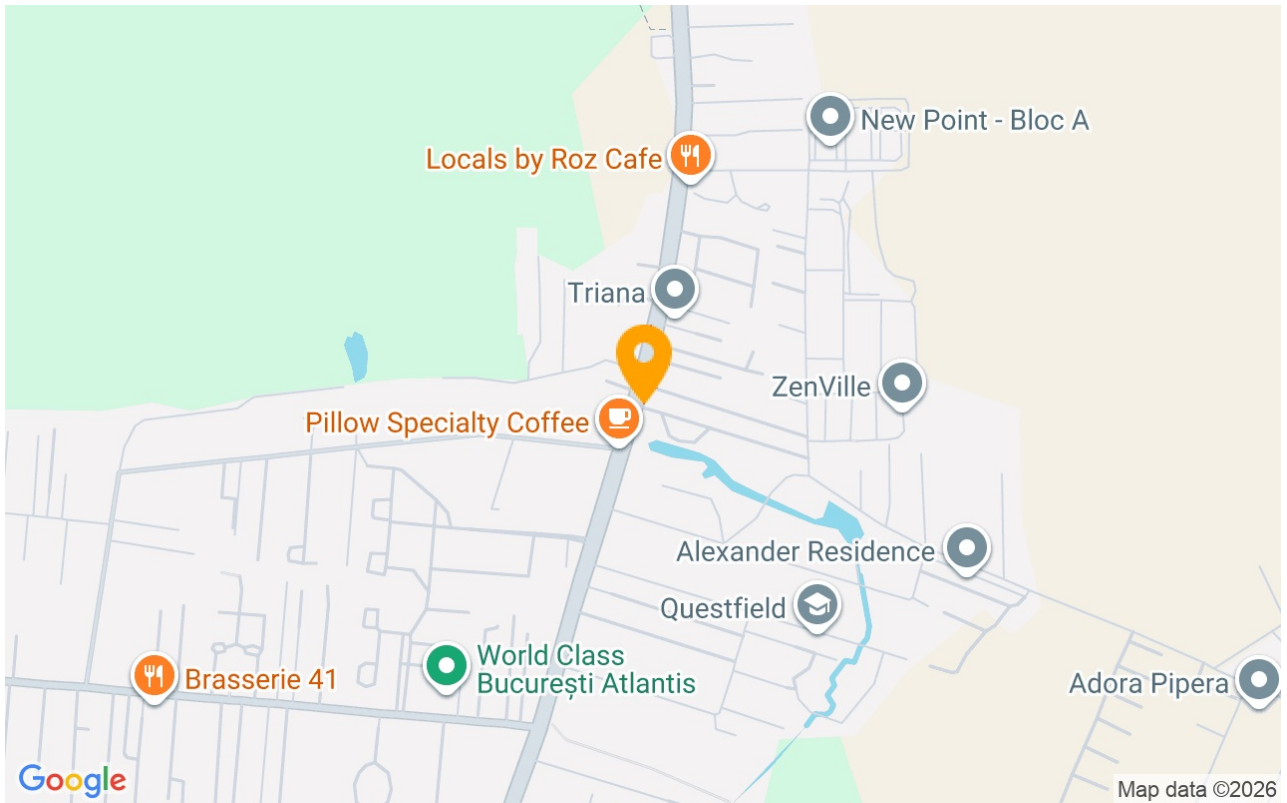 New Point - Bloc A
Locals by Roz Cafe
Triana
ZenVille
Pillow Specialty Coffee
Alexander Residence
Questfield
World Class
București Atlantis
Brasserie 41
Adora Pipera
Google
Map data ©2026